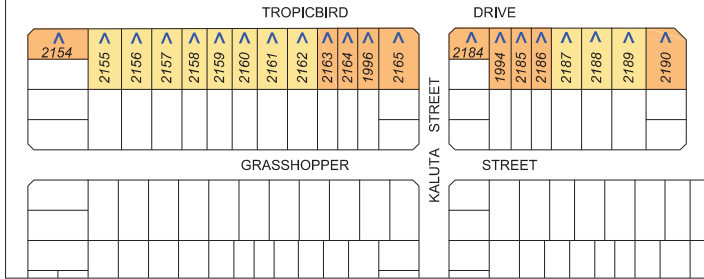 TROPICBIRD DRIVE
2154 2155 2156 2157 2158 2159 2160 2161 2162 2163 2164 1996 2165
2184 1994 2185 2186 2187 2188 2189 2190
KALUTA STREET
GRASSHOPPER STREET